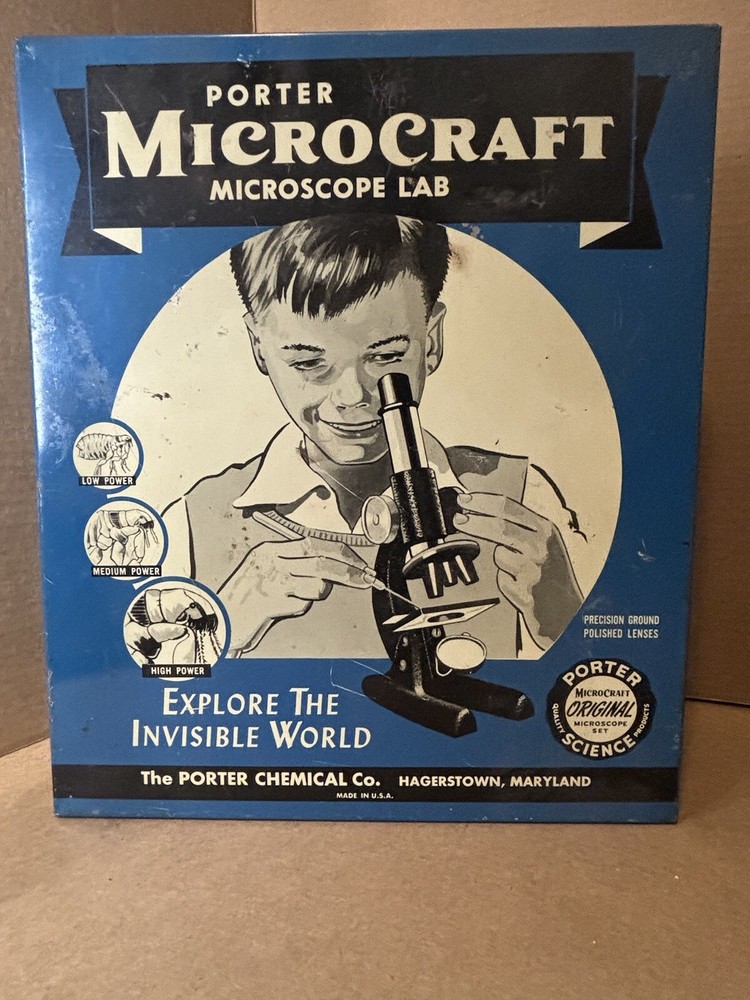 PORTER
MICROCRAFT
MICROSCOPE LAB
LOW POWER
MEDIUM POWER
HIGH POWER
PRECISION GROUND
POLISHED LENSES
EXPLORE THE
INVISIBLE WORLD
PORTER
MICROCRAFT
ORIGINAL
MICROSCOPE
SET
SCIENCE
QUALITY
PRODUCTS
The PORTER CHEMICAL Co. HAGERSTOWN, MARYLAND
MADE IN U.S.A.